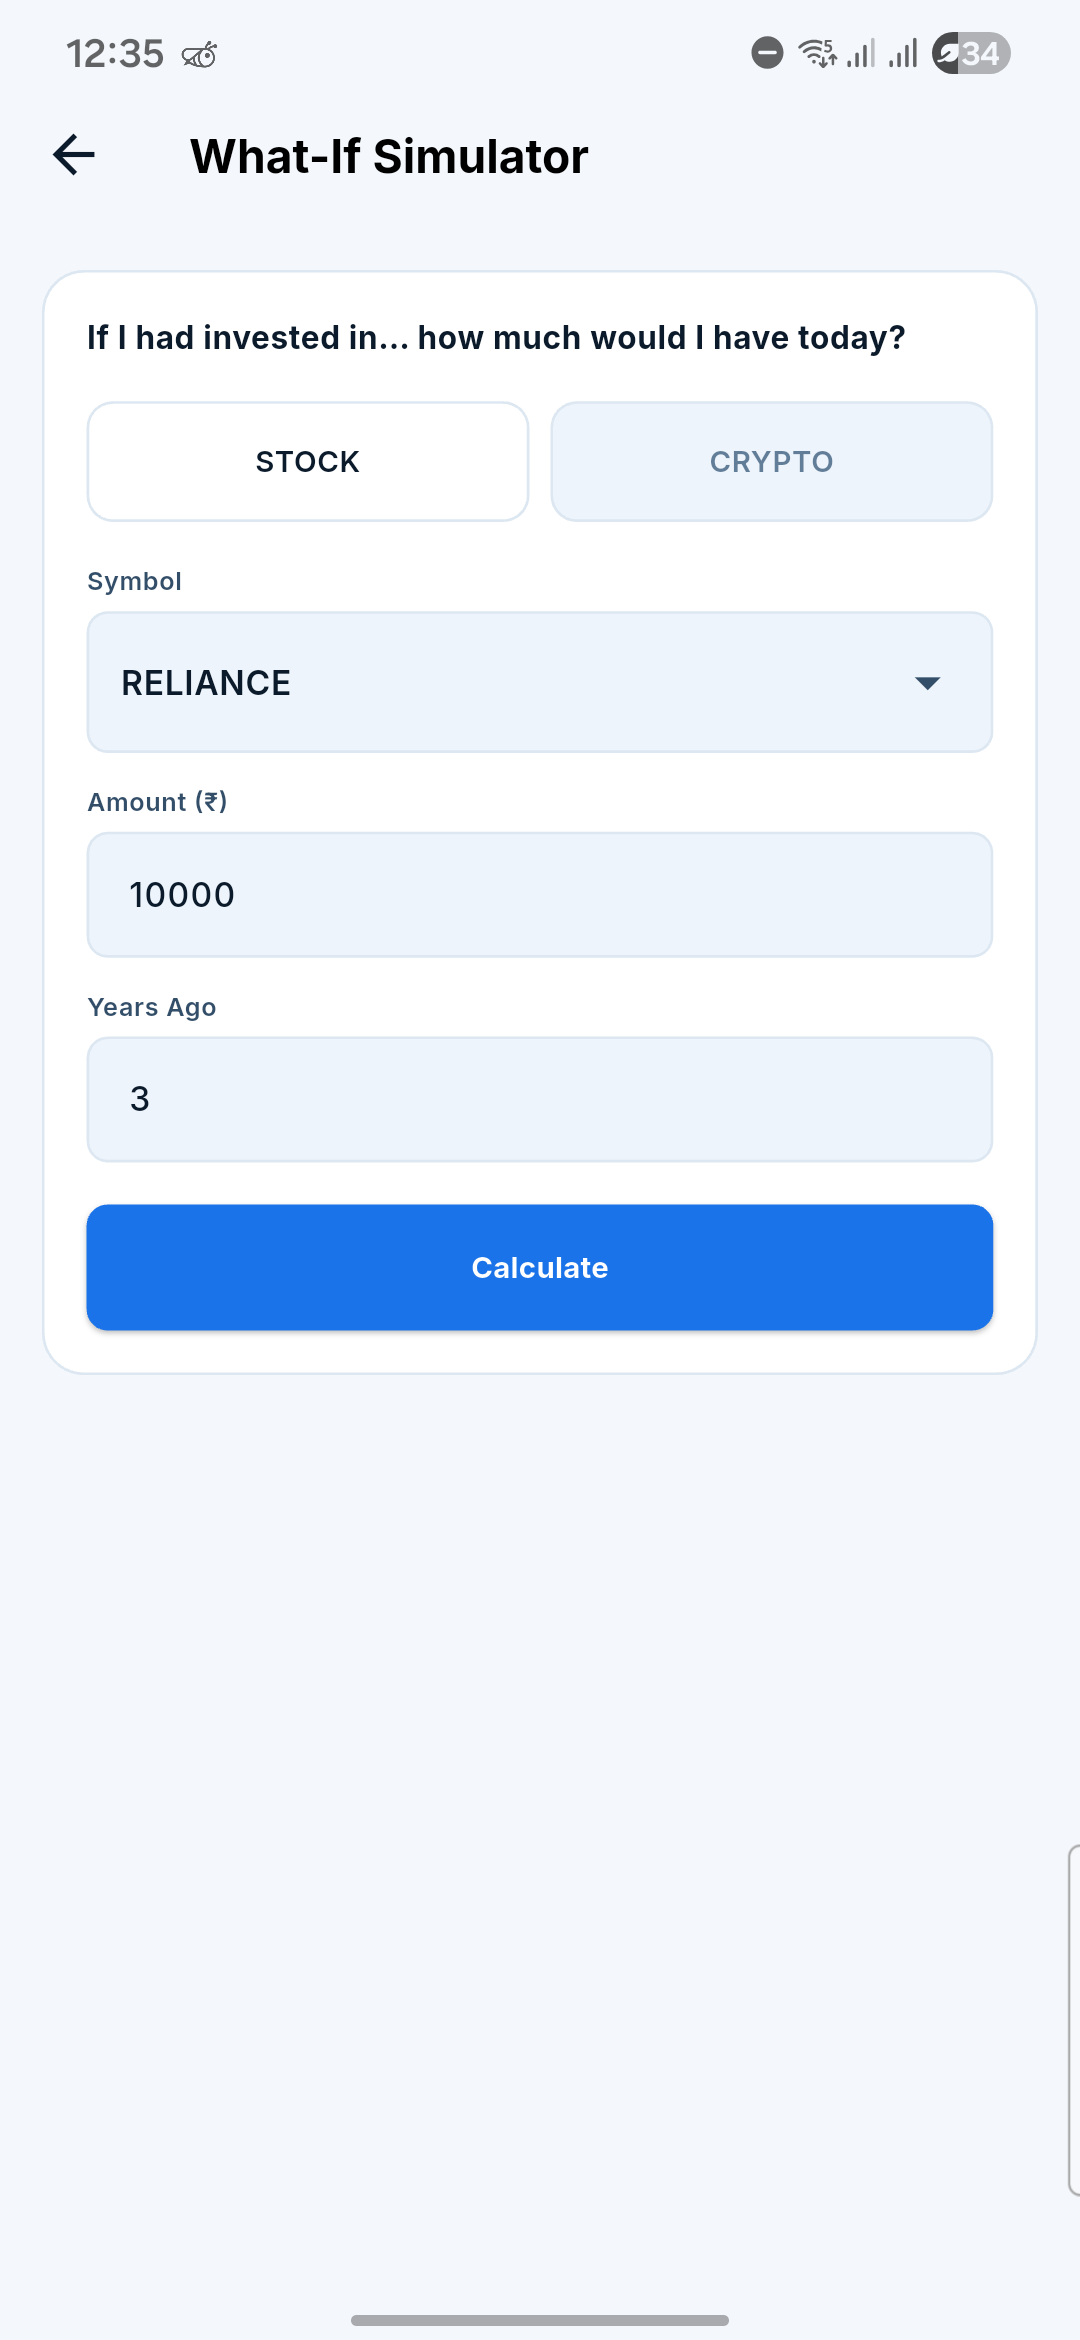 12:35
5
34
What-If Simulator
If I had invested in... how much would I have today?
STOCK
CRYPTO
Symbol
RELIANCE
Amount (₹)
10000
Years Ago
3
Calculate